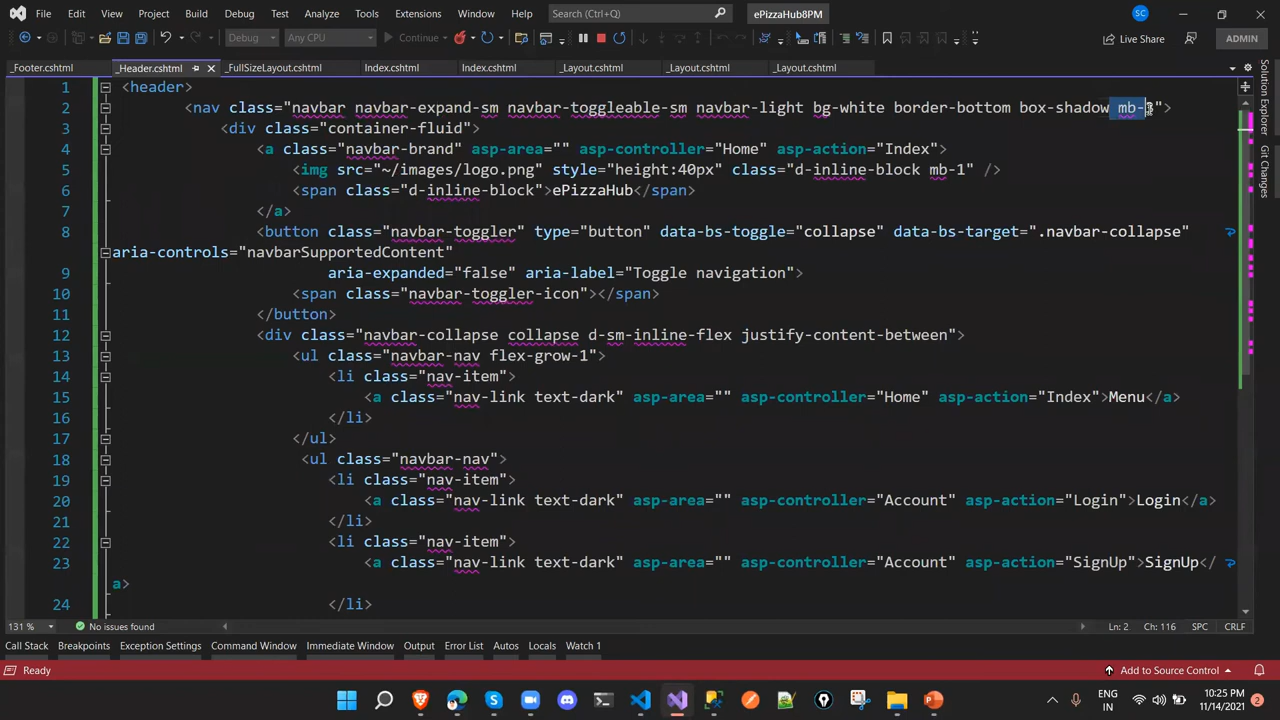 File Edit View Project Build Debug Test Analyze Tools Extensions Window Help Search (Ctrl+Q) ePizzaHub8PM SC
Debug Any CPU Continue Live Share ADMIN
_Footer.cshtml _Header.cshtml _FullSizeLayout.cshtml Index.cshtml Index.cshtml _Layout.cshtml _Layout.cshtml _Layout.cshtml
1 <header>
2 <nav class="navbar navbar-expand-sm navbar-toggleable-sm navbar-light bg-white border-bottom box-shadow mb-3">
3 <div class="container-fluid">
4 <a class="navbar-brand" asp-area="" asp-controller="Home" asp-action="Index">
5 <img src="~/images/logo.png" style="height:40px" class="d-inline-block mb-1" />
6 <span class="d-inline-block">ePizzaHub</span>
7 </a>
8 <button class="navbar-toggler" type="button" data-bs-toggle="collapse" data-bs-target=".navbar-collapse"
aria-controls="navbarSupportedContent"
9 aria-expanded="false" aria-label="Toggle navigation">
10 <span class="navbar-toggler-icon"></span>
11 </button>
12 <div class="navbar-collapse collapse d-sm-inline-flex justify-content-between">
13 <ul class="navbar-nav flex-grow-1">
14 <li class="nav-item">
15 <a class="nav-link text-dark" asp-area="" asp-controller="Home" asp-action="Index">Menu</a>
16 </li>
17 </ul>
18 <ul class="navbar-nav">
19 <li class="nav-item">
20 <a class="nav-link text-dark" asp-area="" asp-controller="Account" asp-action="Login">Login</a>
21 </li>
22 <li class="nav-item">
23 <a class="nav-link text-dark" asp-area="" asp-controller="Account" asp-action="SignUp">SignUp</
a>
24 </li>
Solution Explorer
Git Changes
131 % No issues found Ln: 2 Ch: 116 SPC CRLF
Call Stack Breakpoints Exception Settings Command Window Immediate Window Output Error List Autos Locals Watch 1
Ready Add to Source Control 2
ENG
IN
10:25 PM
11/14/2021
2